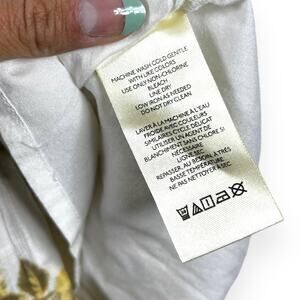 MACHINE WASH COLD GENTLE
WITH LIKE COLORS
USE ONLY NON-CHLORINE
BLEACH
LINE DRY
LOW IRON AS NEEDED
DO NOT DRY CLEAN
LAVER À LA MACHINE À L'EAU
FROIDE AVEC COULEURS
SIMILAIRES CYCLE DÉLICAT
UTILISER UN AGENT DE
BLANCHIMENT SANS CHLORE SI
NÉCESSAIRE
LIGNE SEC
REPASSER AU BESOIN, À TRÈS
BASSE TEMPÉRATURE
NE PAS NETTOYER À SEC